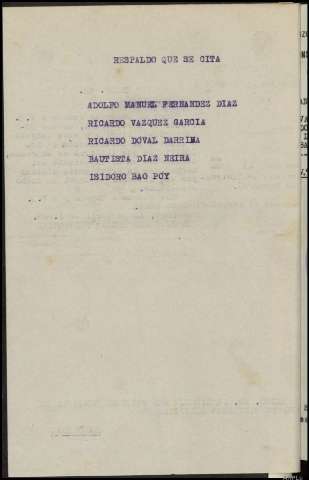 RESPALDO QUE SE CITA
ADOLFO MANUEL FERNANDEZ DIAZ
RICARDO VAZQUEZ GARCIA
RICARDO DOVAL DARRIBA
BAUTISTA DIAZ NEIRA
ISIDORO BAO POY